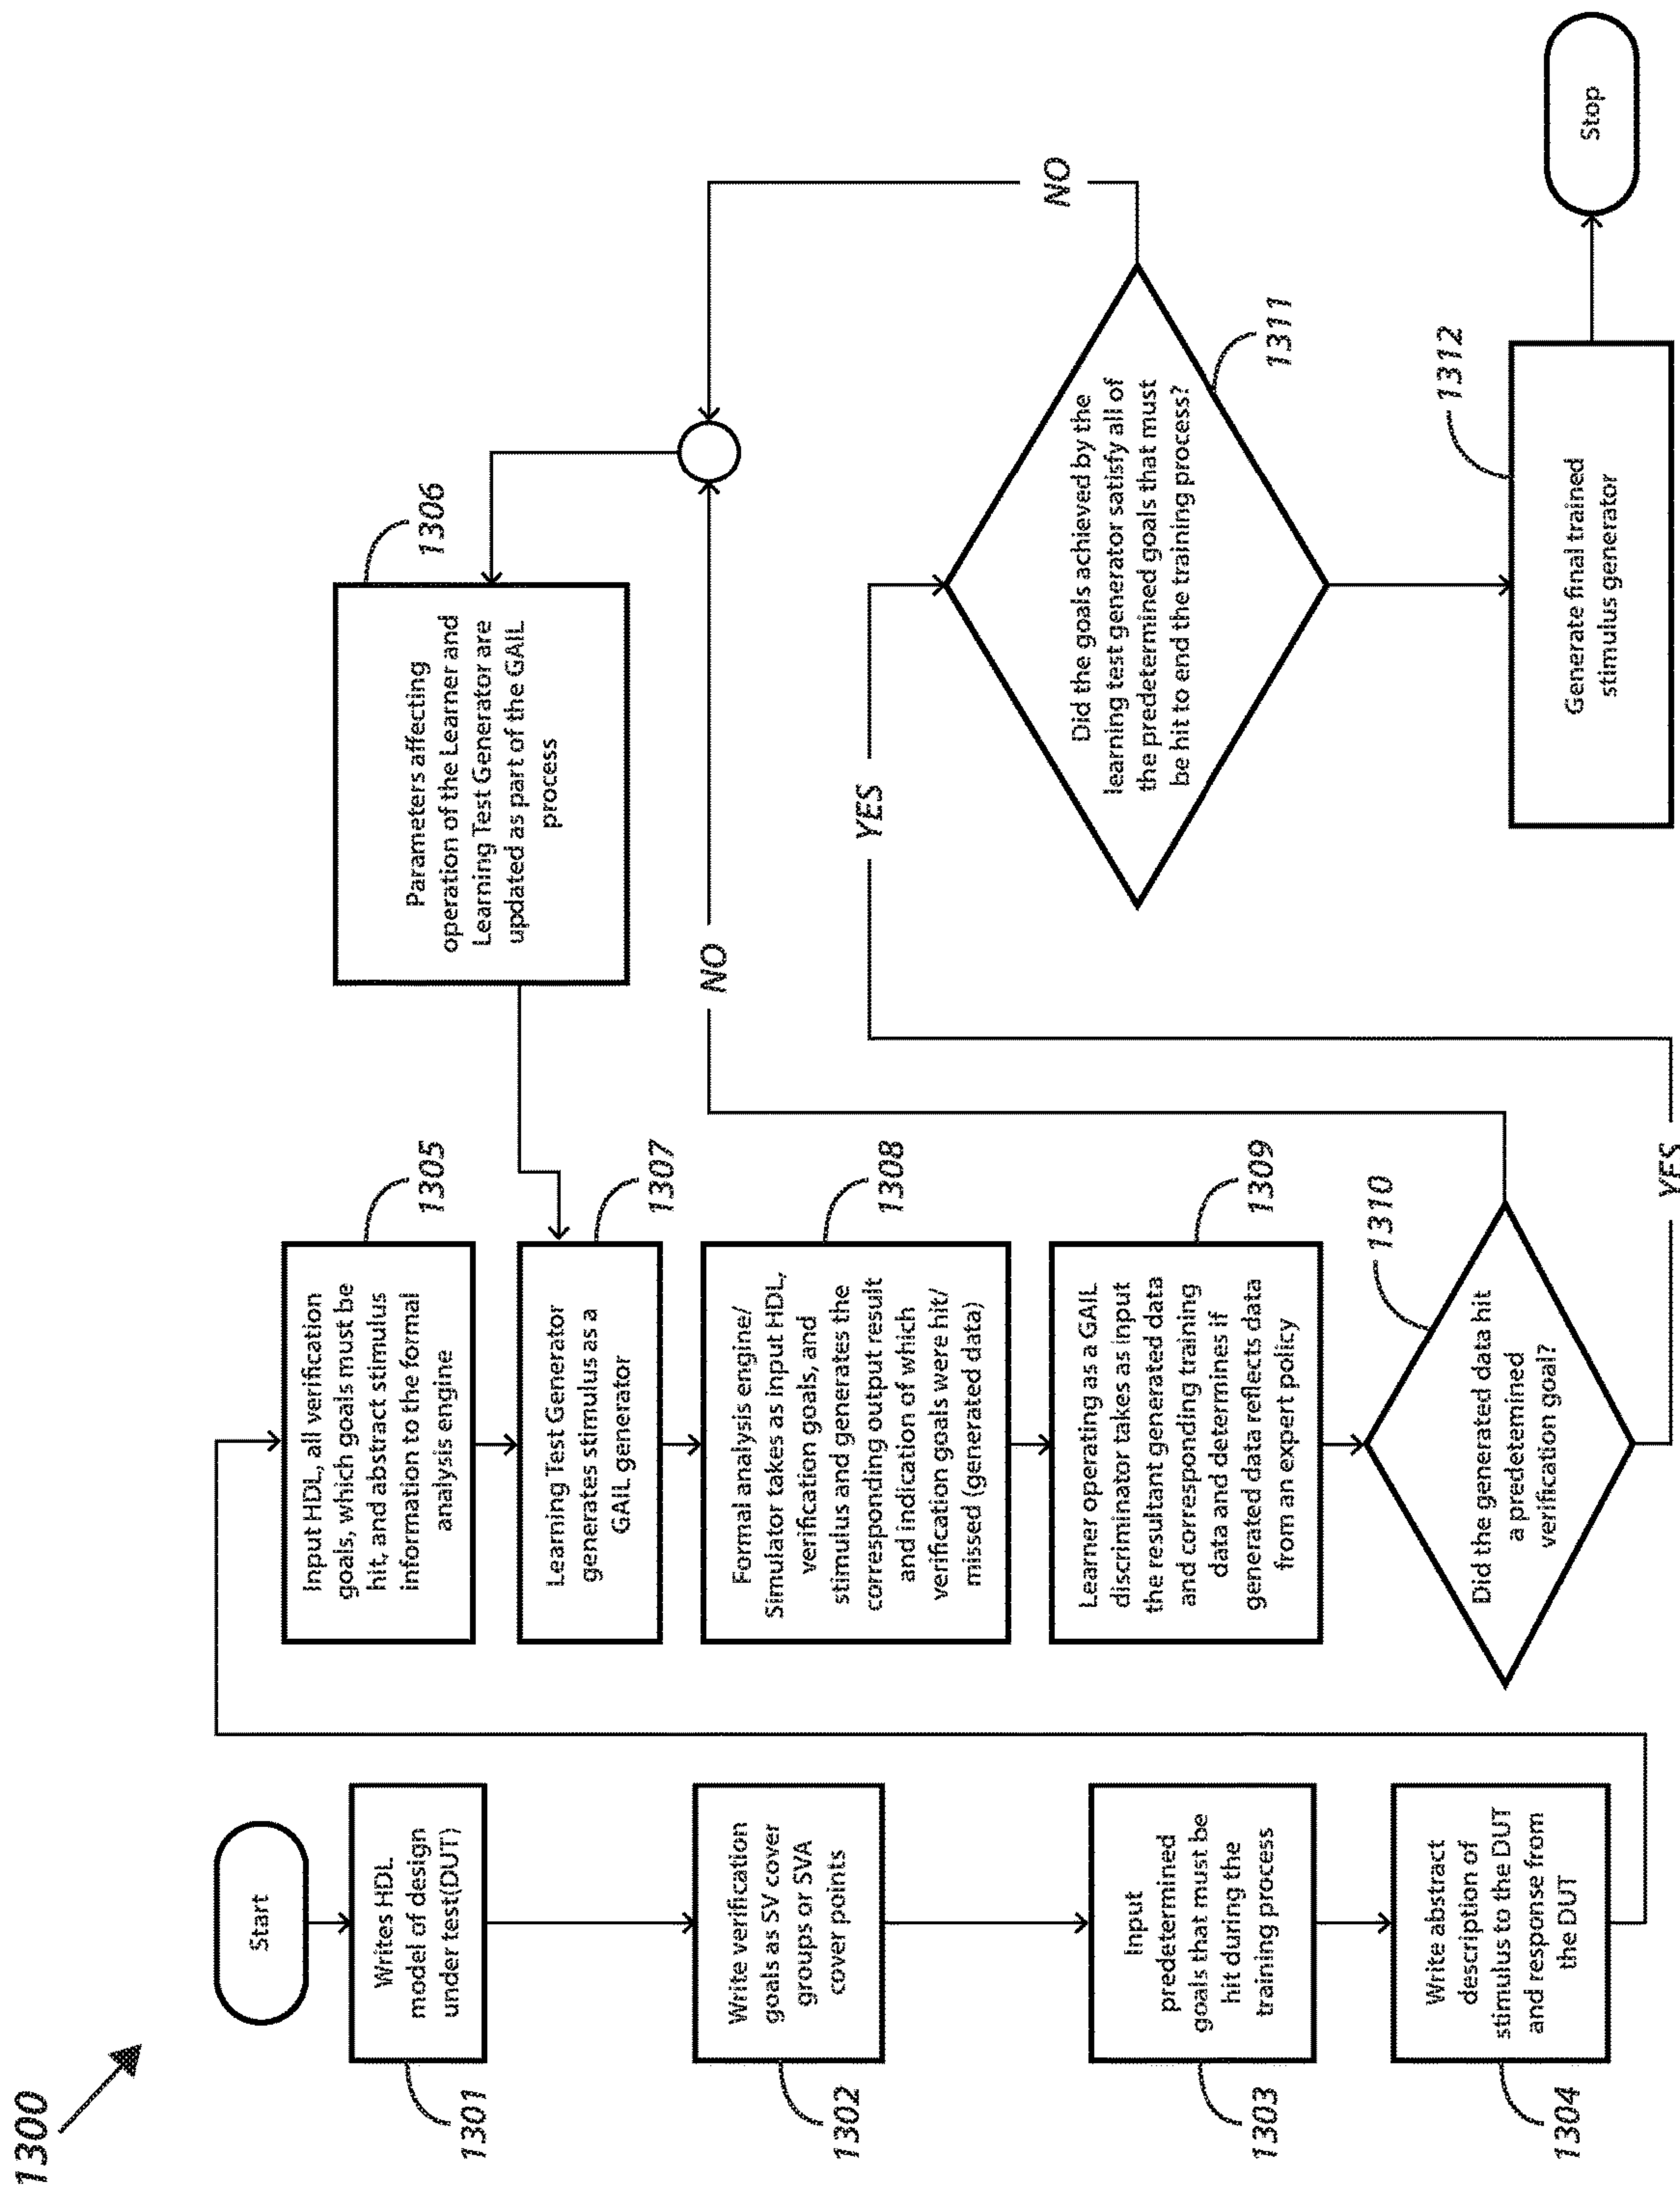 1300
Start
Writes HDL
model of design
under test(DUT)
1301
Write verification
goals as SV cover
groups or SVA
cover points
1302
Input
predetermined
goals that must be
hit during the
training process
1303
Write abstract
description of
stimulus to the DUT
and response from
the DUT
1304
Input HDL, all verification
goals, which goals must be
hit, and abstract stimulus
information to the formal
analysis engine
1305
Learning Test Generator
generates stimulus as a
GAIL generator
1307
Formal analysis engine/
Simulator takes as input HDL,
verification goals, and
stimulus and generates the
corresponding output result
and indication of which
verification goals were hit/
missed (generated data)
1308
Learner operating as a GAIL
discriminator takes as input
the resultant generated data
and corresponding training
data and determines if
generated data reflects data
from an expert policy
1309
Did the generated data hit
a predetemined
verification goal?
1310
YES
NO
Parameters affecting
operation of the Learner and
Learning Test Generator are
updated as part of the GAIL
process
1306
YES
Did the goals achieved by the
learning test generator satisfy all of
the predetermined goals that must
be hit to end the training process?
1311
NO
Generate final trained
stimulus generator
1312
Stop